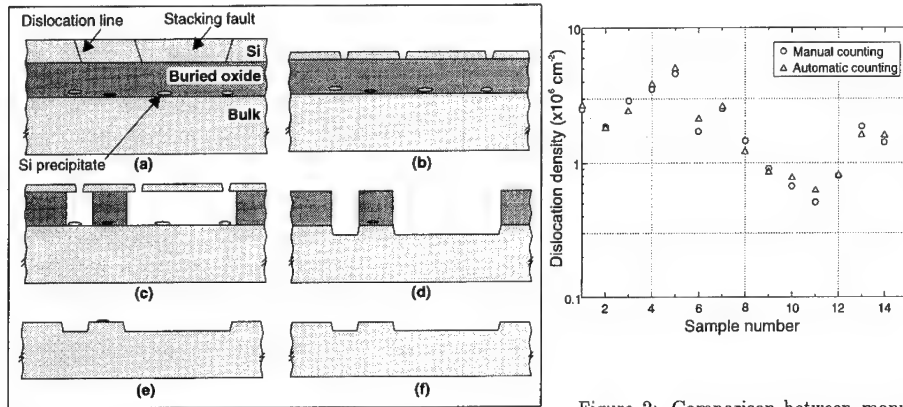 Dislocation line
Stacking fault
Si
Buried oxide
Bulk
Si precipitate
(a)
(b)
(c)
(d)
(e)
(f)
Dislocation density (x10⁶ cm⁻²)
10
1
0.1
○ Manual counting
△ Automatic counting
2 4 6 8 10 12 14
Sample number
Figure 2: Comparison between manu